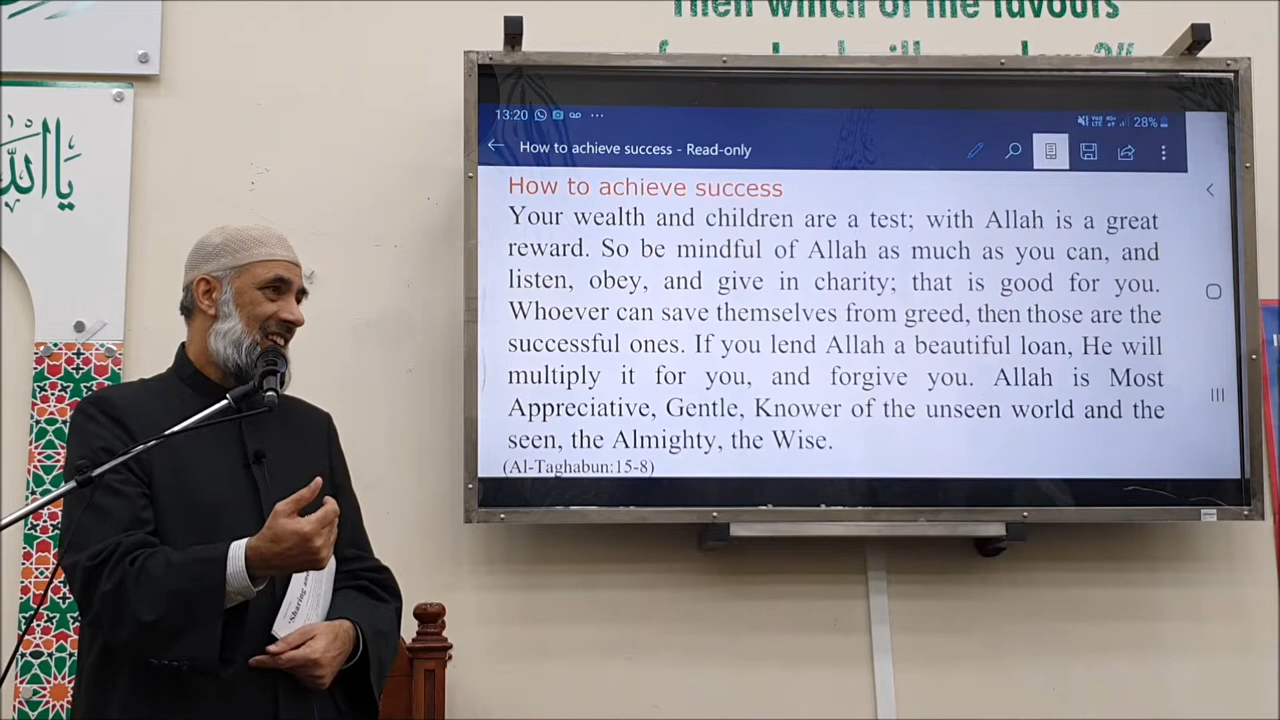 Then which of the favours
يا الله
13:20
28%
How to achieve success - Read-only
How to achieve success
Your wealth and children are a test; with Allah is a great
reward. So be mindful of Allah as much as you can, and
listen, obey, and give in charity; that is good for you.
Whoever can save themselves from greed, then those are the
successful ones. If you lend Allah a beautiful loan, He will
multiply it for you, and forgive you. Allah is Most
Appreciative, Gentle, Knower of the unseen world and the
seen, the Almighty, the Wise.
(Al-Taghabun:15-8)
'Sharing